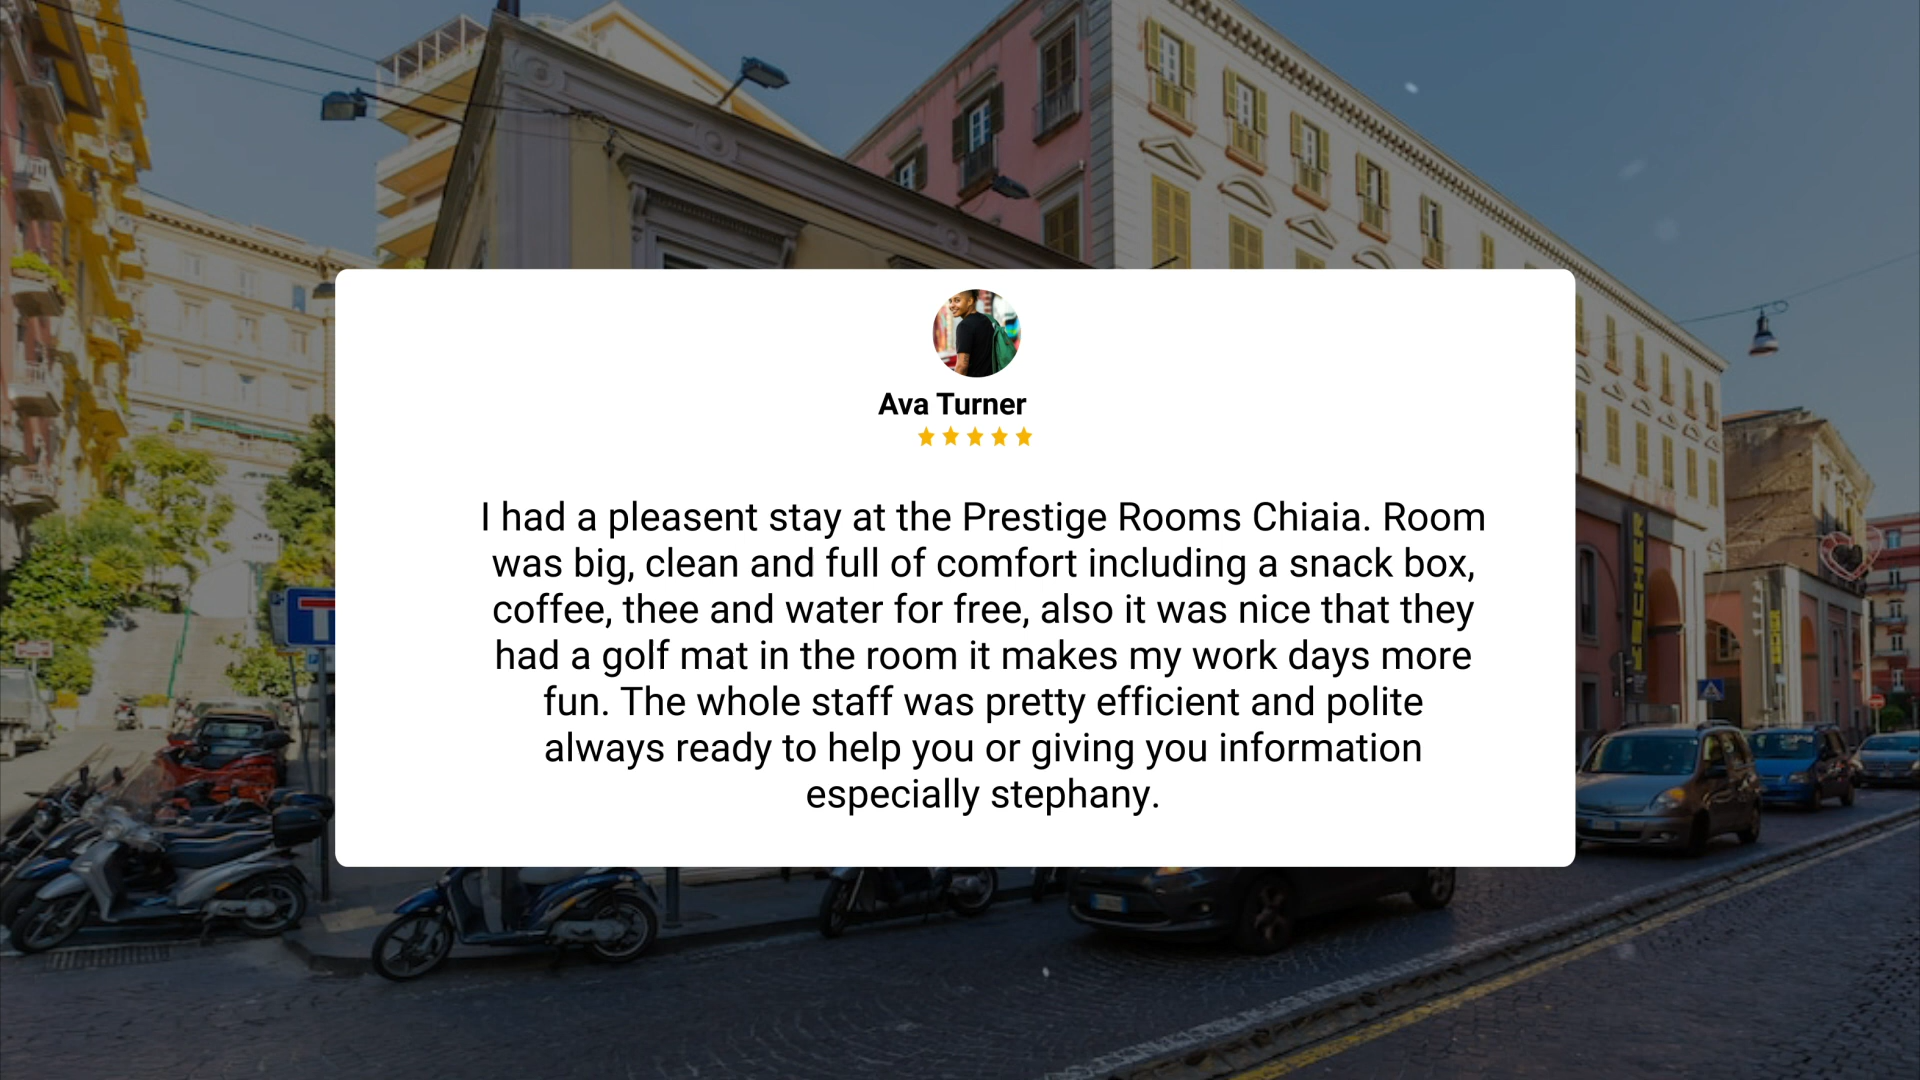 Ava Turner
I had a pleasent stay at the Prestige Rooms Chiaia. Room
was big, clean and full of comfort including a snack box,
coffee, thee and water for free, also it was nice that they
had a golf mat in the room it makes my work days more
fun. The whole staff was pretty efficient and polite
always ready to help you or giving you information
especially stephany.